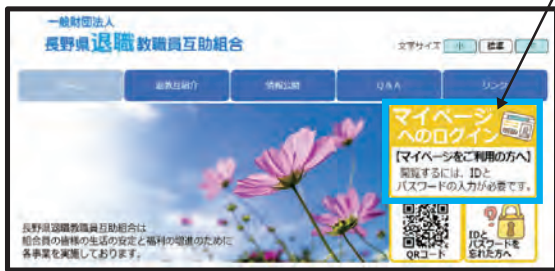 一般財団法人
長野県退職教職員互助組合
文字サイズ 小 標準
ホーム 退教互紹介 情報公開 Q&A リンク
マイページ
へのログイン
【マイページをご利用の方へ】
閲覧するには、IDと
パスワードの入力が必要です。
長野県退職教職員互助組合は
組合員の皆様の生活の安定と福利の増進のために
各事業を実施しております。
QRコード
IDと
パスワードを
忘れた方へ